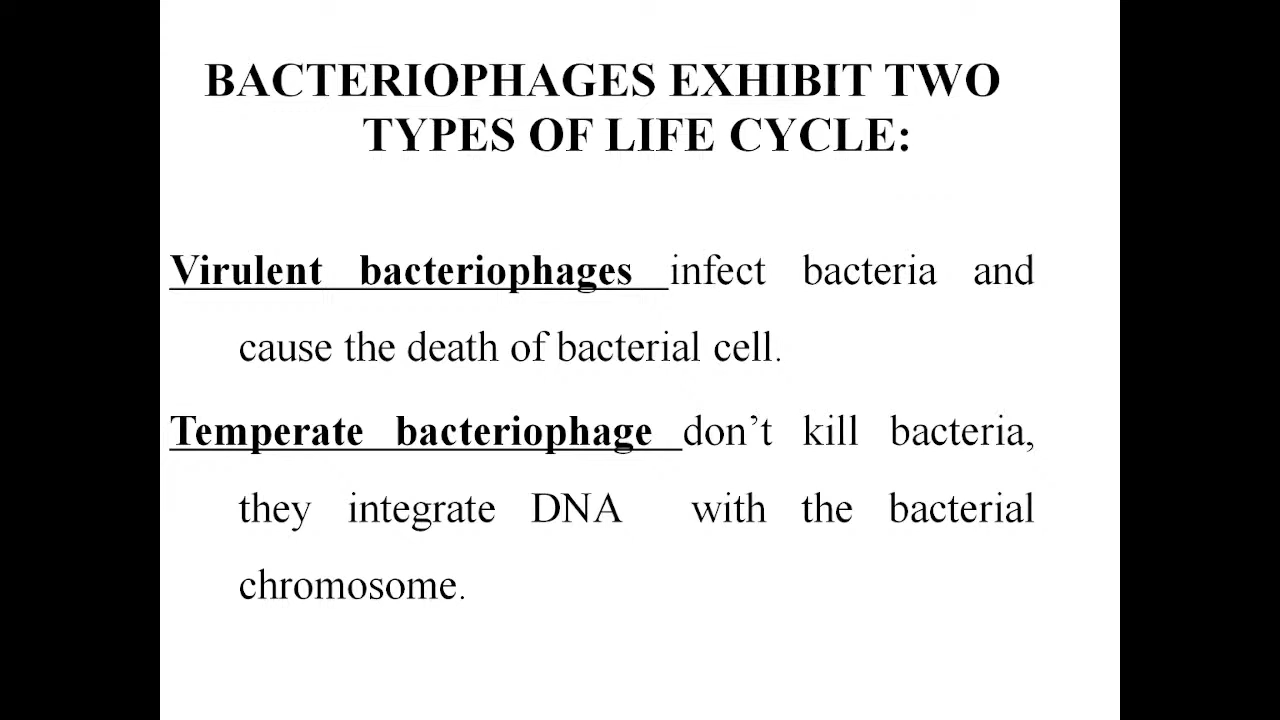 BACTERIOPHAGES EXHIBIT TWO
TYPES OF LIFE CYCLE:
Virulent bacteriophages infect bacteria and
cause the death of bacterial cell.
Temperate bacteriophage don’t kill bacteria,
they integrate DNA with the bacterial
chromosome.